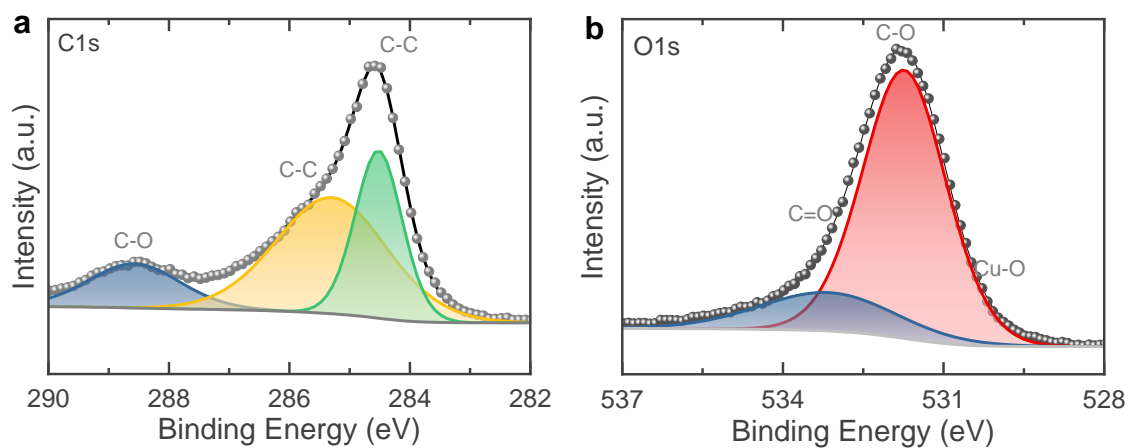 a
C1s
C-C
C-C
C-O
Intensity (a.u.)
290
288
286
284
282
Binding Energy (eV)
b
O1s
C-O
C=O
Cu-O
Intensity (a.u.)
537
534
531
528
Binding Energy (eV)